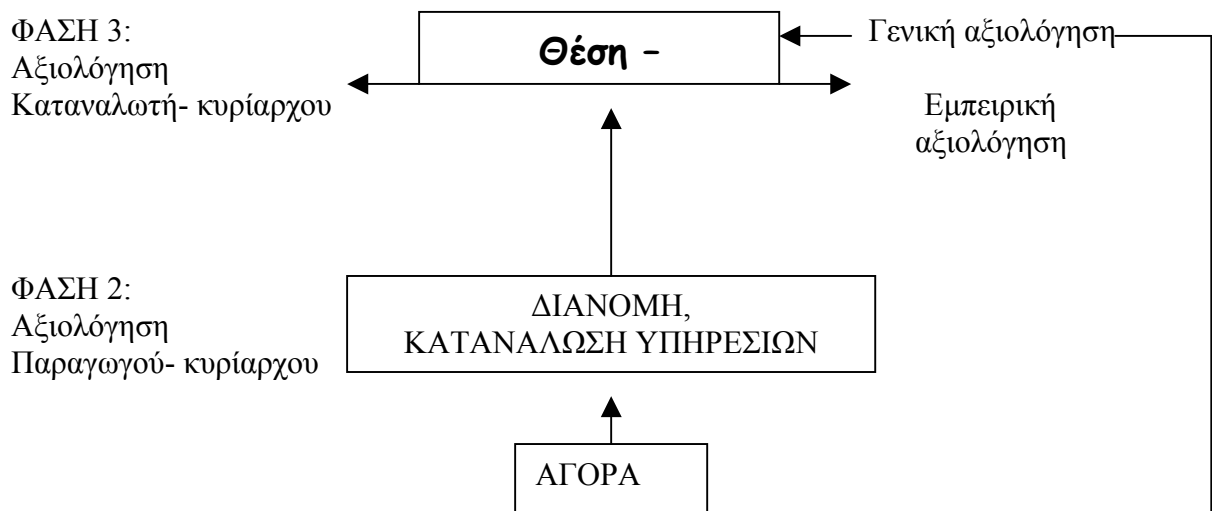 ΦΑΣΗ 3:
Αξιολόγηση
Καταναλωτή- κυρίαρχου
Θέση –
Γενική αξιολόγηση
Εμπειρική
αξιολόγηση
ΦΑΣΗ 2:
Αξιολόγηση
Παραγωγού- κυρίαρχου
ΔΙΑΝΟΜΗ,
ΚΑΤΑΝΑΛΩΣΗ ΥΠΗΡΕΣΙΩΝ
ΑΓΟΡΑ